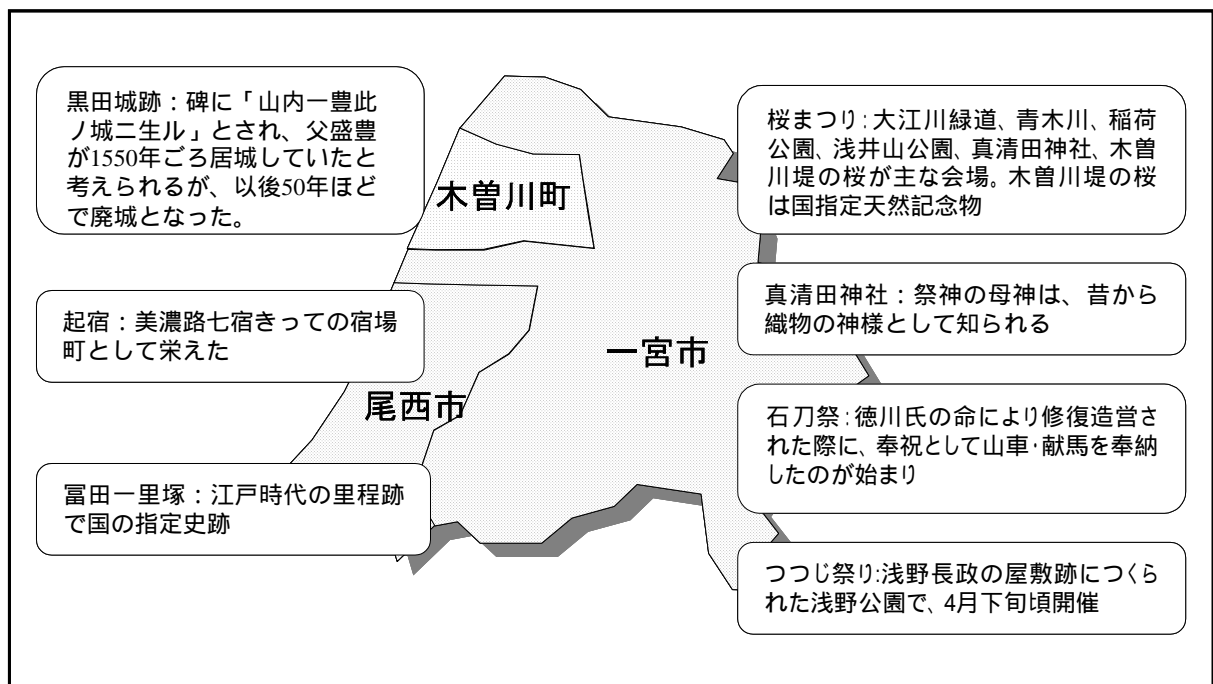 黒田城跡：碑に「山内一豊此
ノ城ニ生ル」とされ、父盛豊
が1550年ごろ居城していたと
考えられるが、以後50年ほど
で廃城となった。
起宿：美濃路七宿きっての宿場
町として栄えた
冨田一里塚：江戸時代の里程跡
で国の指定史跡
木曽川町
一宮市
尾西市
桜まつり：大江川緑道、青木川、稲荷
公園、浅井山公園、真清田神社、木曽
川堤の桜が主な会場。木曽川堤の桜
は国指定天然記念物
真清田神社：祭神の母神は、昔から
織物の神様として知られる
石刀祭：徳川氏の命により修復造営さ
れた際に、奉祝として山車・献馬を奉納
したのが始まり
つつじ祭り:浅野長政の屋敷跡につくら
れた浅野公園で、4月下旬頃開催